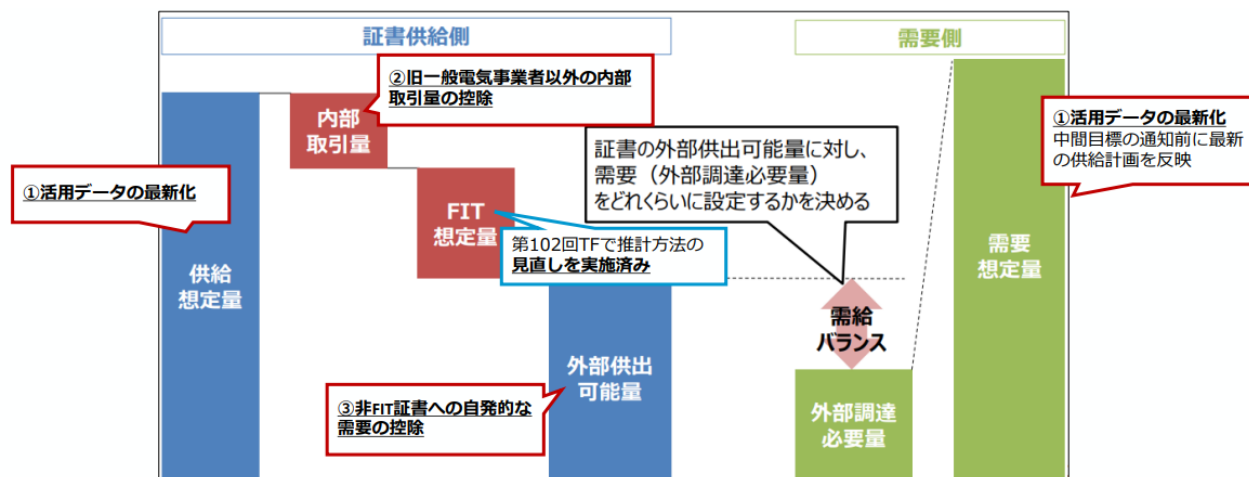 証書供給側
需要側
②旧一般電気事業者以外の内部
取引量の控除
内部
取引量
①活用データの最新化
中間目標の通知前に最新
の供給計画を反映
証書の外部供出可能量に対し、
需要（外部調達必要量）
をどれくらいに設定するかを決める
①活用データの最新化
FIT
想定量
第102回TFで推計方法の
見直しを実施済み
供給
想定量
需要
想定量
需給
バランス
外部供出
可能量
③非FIT証書への自発的な
需要の控除
外部調達
必要量